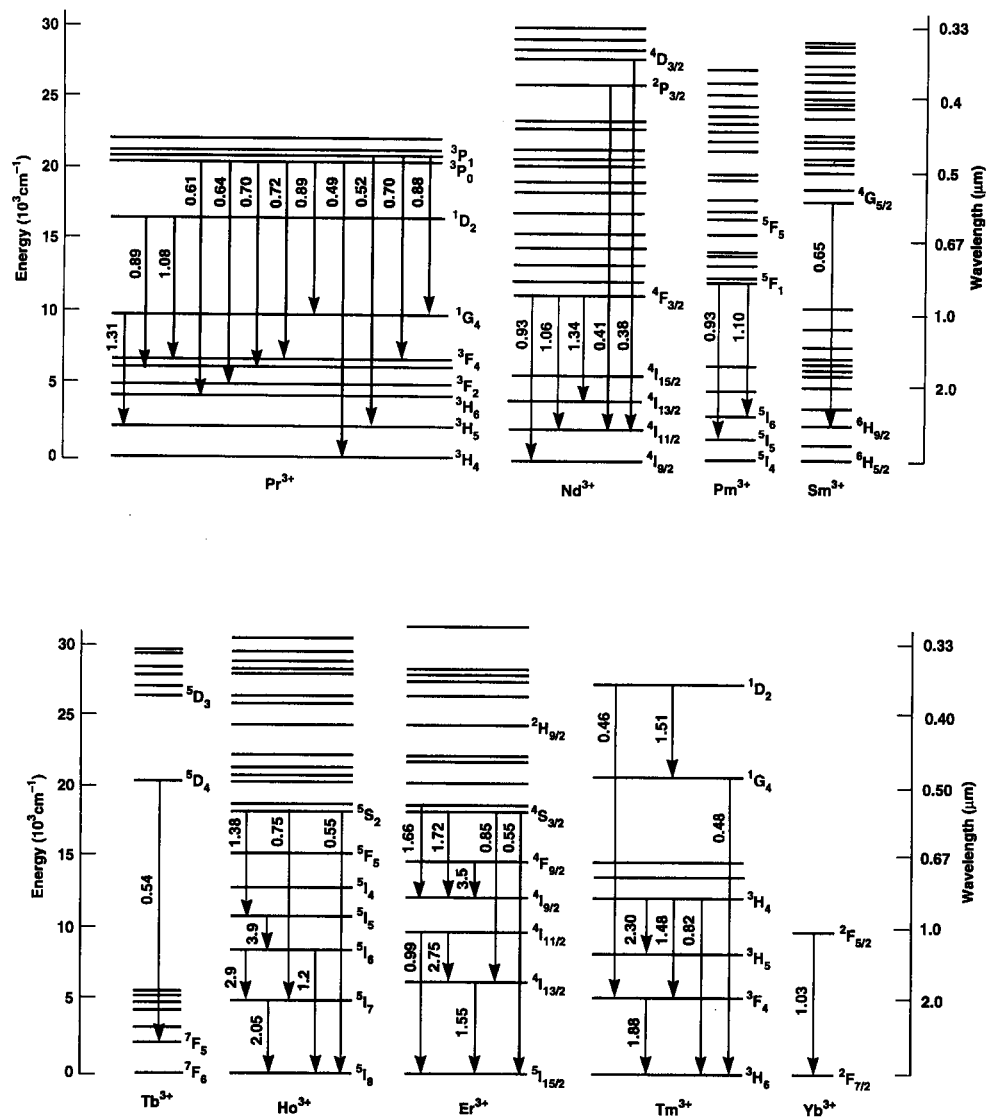 30
25
20
15
10
5
0
Energy (10³cm⁻¹)
³P₁
³P₀
¹D₂
¹G₄
³F₄
³F₂
³H₆
³H₅
³H₄
1.31
0.89
1.08
0.61
0.64
0.70
0.72
0.89
0.49
0.52
0.70
0.88
Pr³⁺
⁴D₃/₂
²P₃/₂
⁴F₃/₂
⁴I₁₅/₂
⁴I₁₃/₂
⁴I₁₁/₂
⁴I₉/₂
0.93
1.06
1.34
0.41
0.38
Nd³⁺
⁵F₅
⁵F₁
⁵I₆
⁵I₅
⁵I₄
0.93
1.10
Pm³⁺
⁴G₅/₂
⁶H₉/₂
⁶H₅/₂
0.65
Sm³⁺
0.33
0.4
0.5
0.67
1.0
2.0
Wavelength (μm)
30
25
20
15
10
5
0
Energy (10³cm⁻¹)
⁵D₃
⁵D₄
⁷F₅
⁷F₆
0.54
Tb³⁺
⁵S₂
⁵F₅
⁵I₄
⁵I₅
⁵I₆
⁵I₇
⁵I₈
1.38
0.75
0.55
3.9
2.9
1.2
2.05
Ho³⁺
²H₉/₂
⁴S₃/₂
⁴F₉/₂
⁴I₉/₂
⁴I₁₁/₂
⁴I₁₃/₂
⁵I₁₅/₂
1.66
1.72
0.85
0.55
3.5
0.99
2.75
1.55
Er³⁺
¹D₂
¹G₄
³H₄
³H₅
³F₄
³H₆
0.46
1.51
0.48
2.30
1.48
0.82
1.88
Tm³⁺
²F₅/₂
²F₇/₂
1.03
Yb³⁺
0.33
0.40
0.50
0.67
1.0
2.0
Wavelength (μm)